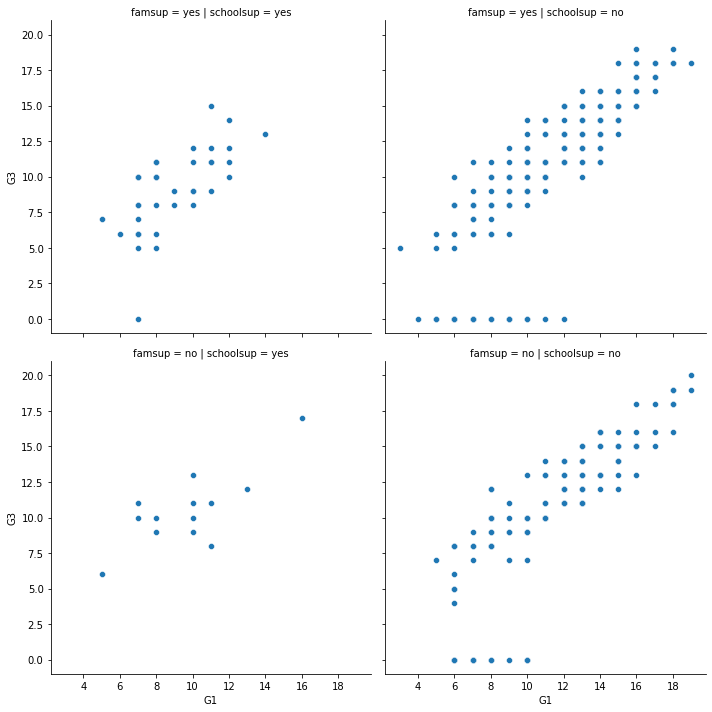 famsup = yes | schoolsup = yes
famsup = yes | schoolsup = no
20.0
17.5
15.0
12.5
10.0
7.5
5.0
2.5
0.0
G3
famsup = no | schoolsup = yes
famsup = no | schoolsup = no
20.0
17.5
15.0
12.5
10.0
7.5
5.0
2.5
0.0
G3
4 6 8 10 12 14 16 18
4 6 8 10 12 14 16 18
G1
G1